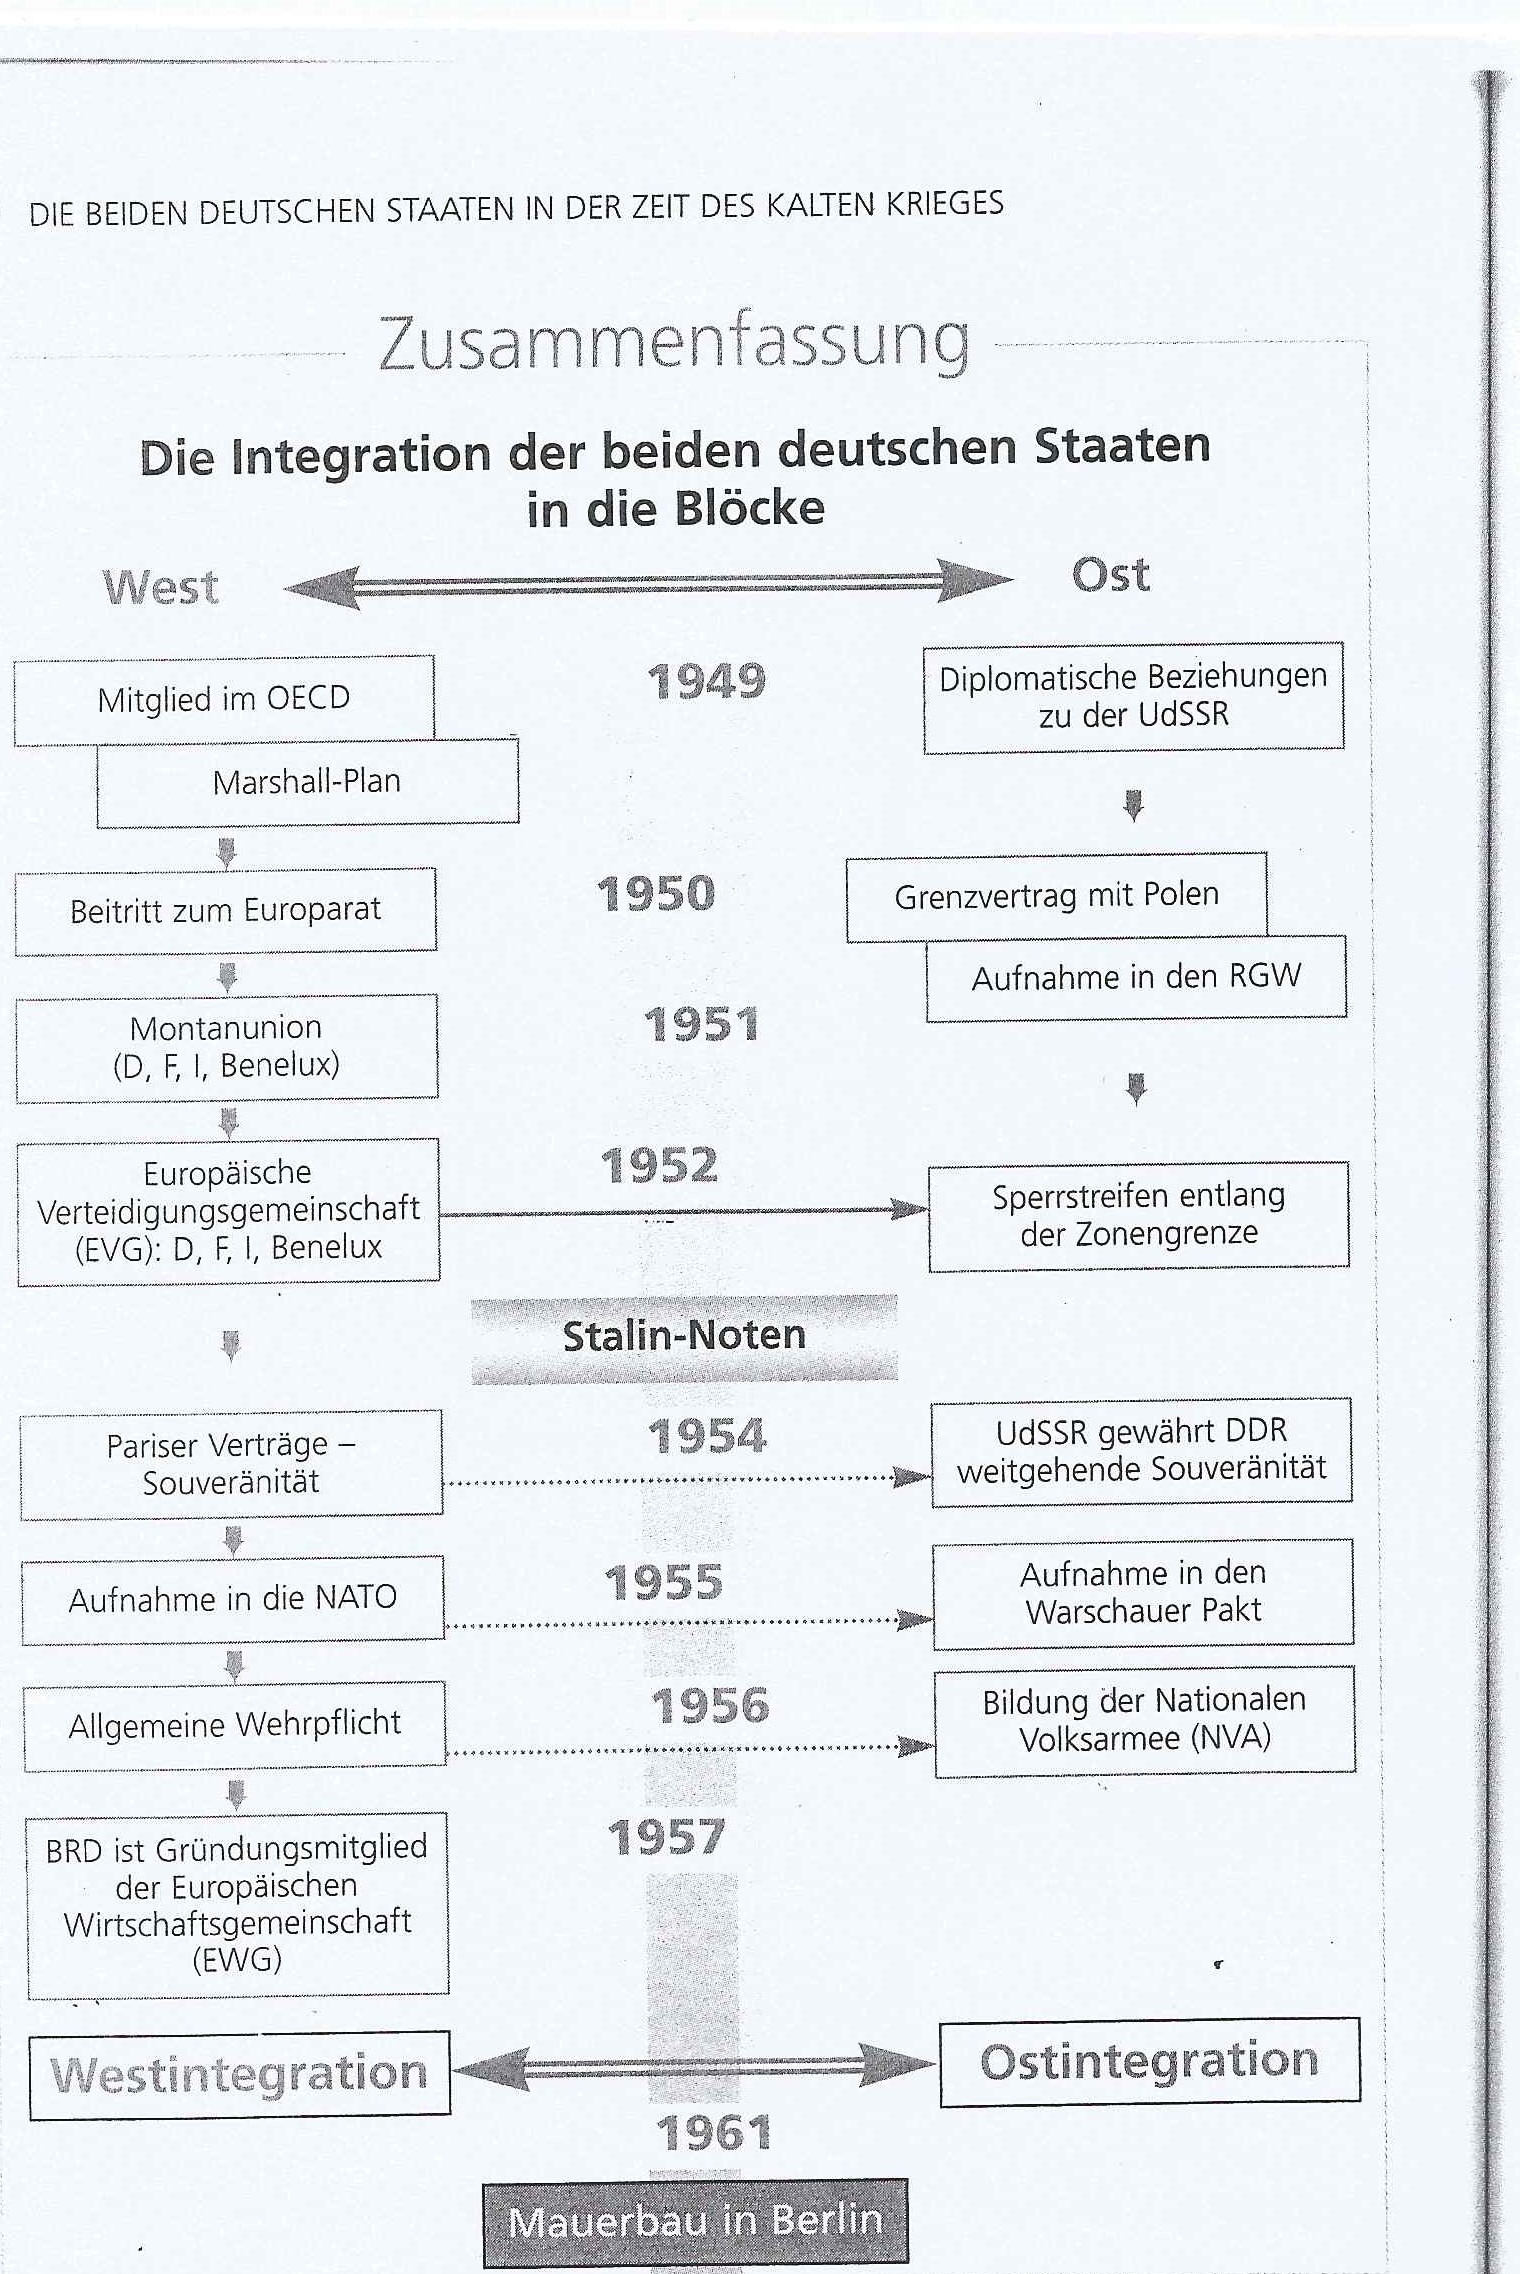 DIE BEIDEN DEUTSCHEN STAATEN IN DER ZEIT DES KALTEN KRIEGES
Zusammenfassung
Die Integration der beiden deutschen Staaten
in die Blöcke
West
Ost
Mitglied im OECD
Marshall-Plan
1949
Diplomatische Beziehungen
zu der UdSSR
Beitritt zum Europarat
1950
Grenzvertrag mit Polen
Aufnahme in den RGW
Montanunion
(D, F, I, Benelux)
1951
Europäische
Verteidigungsgemeinschaft
(EVG): D, F, I, Benelux
1952
Sperrstreifen entlang
der Zonengrenze
Stalin-Noten
Pariser Verträge –
Souveränität
1954
UdSSR gewährt DDR
weitgehende Souveränität
Aufnahme in die NATO
1955
Aufnahme in den
Warschauer Pakt
Allgemeine Wehrpflicht
1956
Bildung der Nationalen
Volksarmee (NVA)
1957
BRD ist Gründungsmitglied
der Europäischen
Wirtschaftsgemeinschaft
(EWG)
Westintegration
Ostintegration
1961
Mauerbau in Berlin